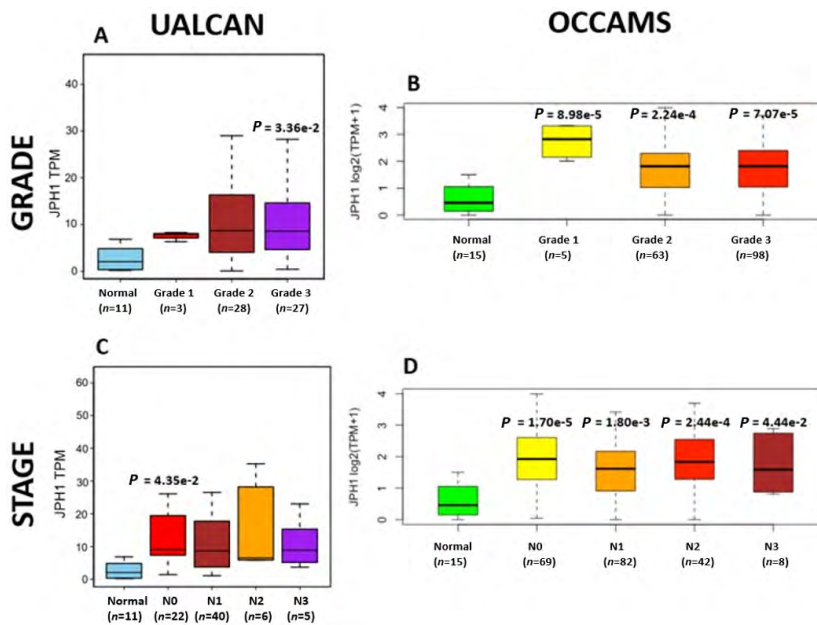 UALCAN
OCCAMS
GRADE
A
JPH1 TPM
40
30
20
10
0
P = 3.36e-2
Normal Grade 1 Grade 2 Grade 3
(n=11) (n=3) (n=28) (n=27)
B
JPH1 log2(TPM+1)
4
3
2
1
0
P = 8.98e-5 P = 2.24e-4 P = 7.07e-5
Normal Grade 1 Grade 2 Grade 3
(n=15) (n=5) (n=63) (n=98)
STAGE
C
JPH1 TPM
60
50
40
30
20
10
0
P = 4.35e-2
Normal N0 N1 N2 N3
(n=11) (n=22) (n=40) (n=6) (n=5)
D
JPH1 log2(TPM+1)
4
3
2
1
0
P = 1.70e-5 P = 1.80e-3 P = 2.44e-4 P = 4.44e-2
Normal N0 N1 N2 N3
(n=15) (n=69) (n=82) (n=42) (n=8)